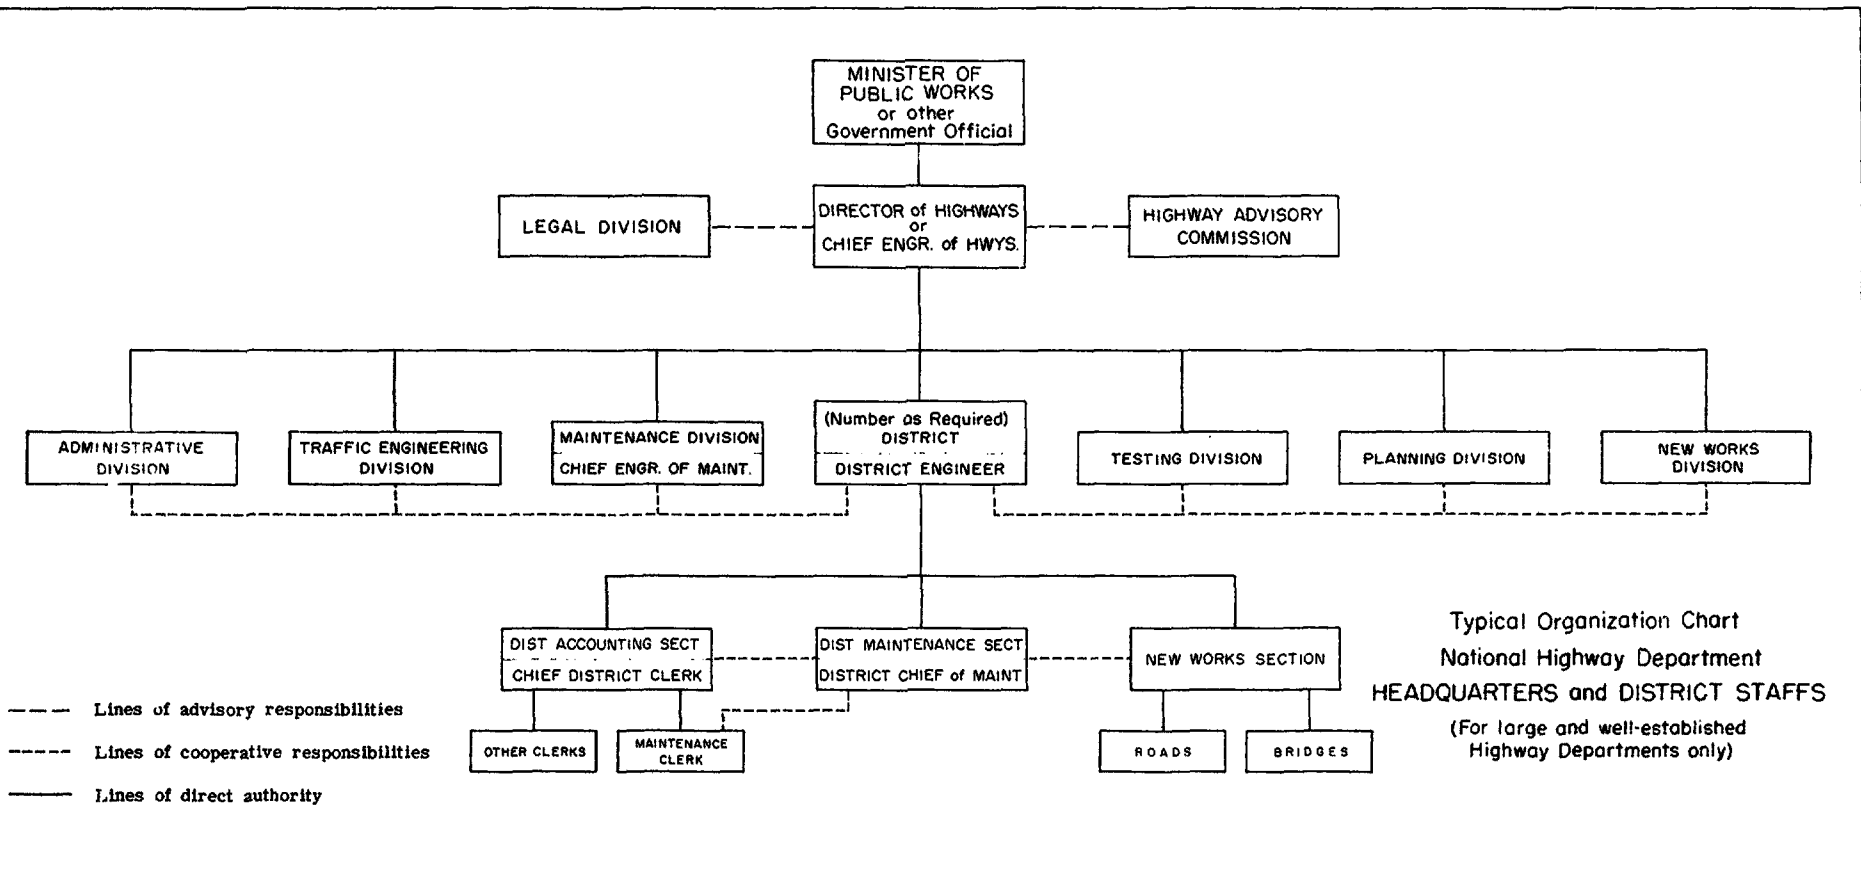 MINISTER OF
PUBLIC WORKS
or other
Government Official
LEGAL DIVISION
DIRECTOR of HIGHWAYS
or
CHIEF ENGR. of HWYS.
HIGHWAY ADVISORY
COMMISSION
ADMINISTRATIVE
DIVISION
TRAFFIC ENGINEERING
DIVISION
MAINTENANCE DIVISION
CHIEF ENGR. OF MAINT.
(Number as Required)
DISTRICT
DISTRICT ENGINEER
TESTING DIVISION
PLANNING DIVISION
NEW WORKS
DIVISION
DIST ACCOUNTING SECT
CHIEF DISTRICT CLERK
DIST MAINTENANCE SECT
DISTRICT CHIEF of MAINT
NEW WORKS SECTION
OTHER CLERKS
MAINTENANCE
CLERK
ROADS
BRIDGES
Typical Organization Chart
National Highway Department
HEADQUARTERS and DISTRICT STAFFS
(For large and well-established
Highway Departments only)
Lines of advisory responsibilities
Lines of cooperative responsibilities
Lines of direct authority